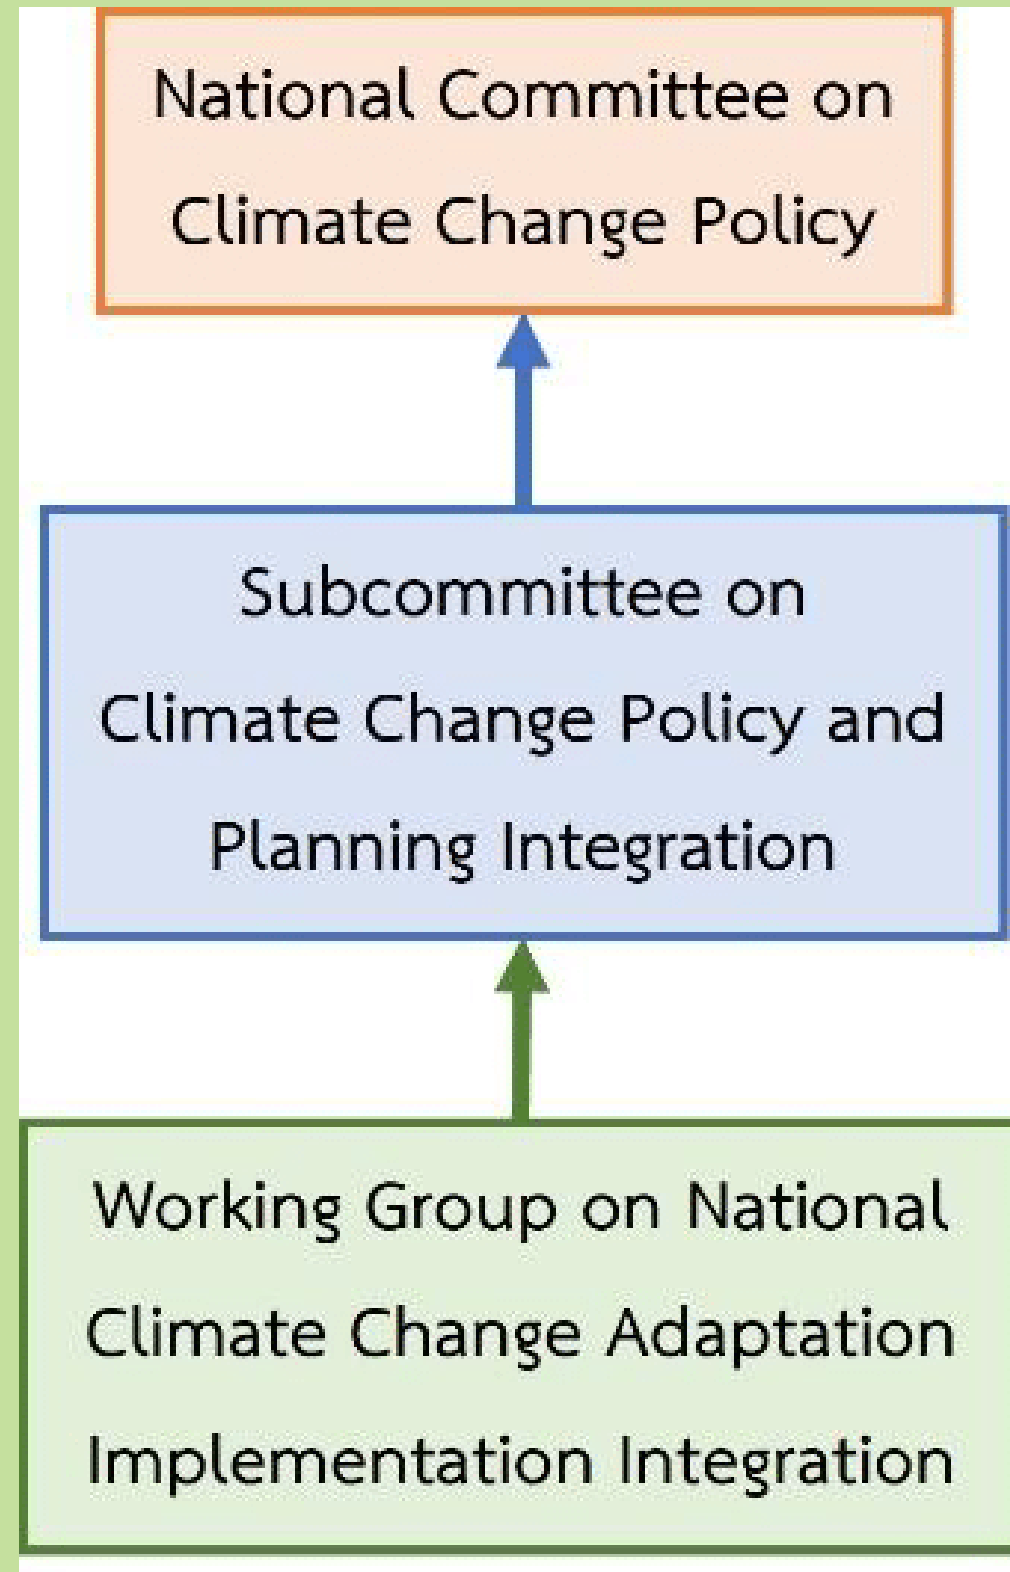 National Committee on
Climate Change Policy
Subcommittee on
Climate Change Policy and
Planning Integration
Working Group on National
Climate Change Adaptation
Implementation Integration